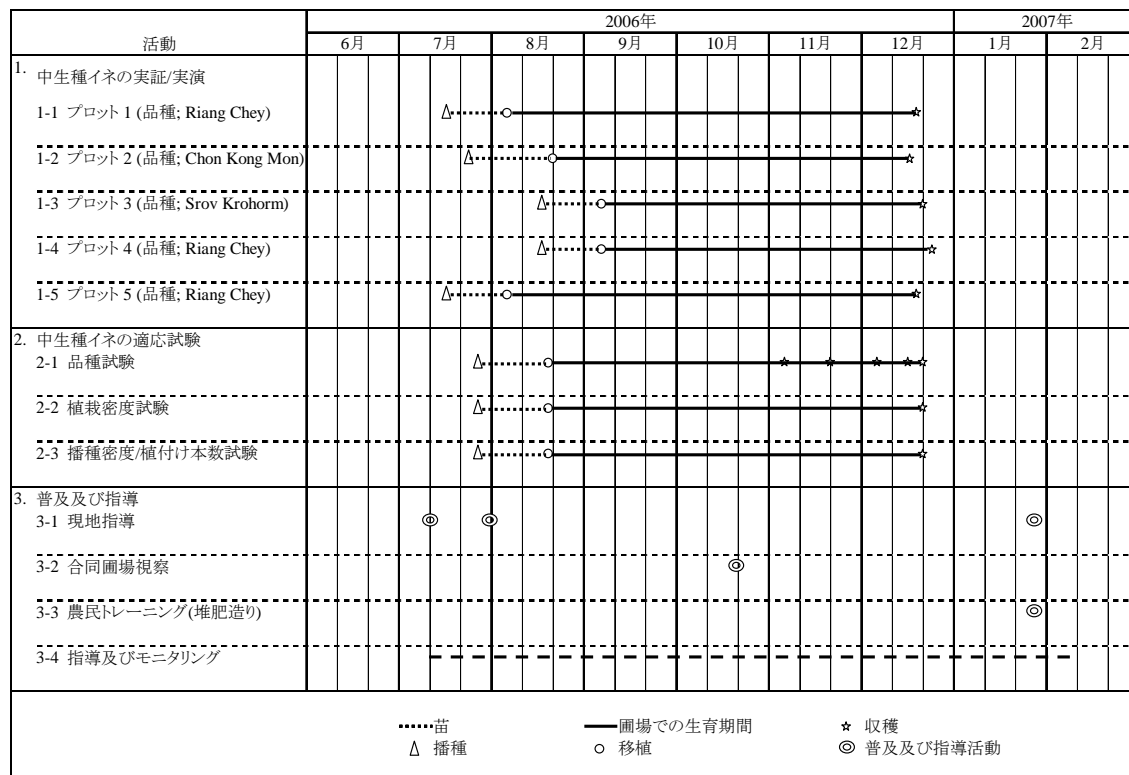 2006年 2007年
活動 6月 7月 8月 9月 10月 11月 12月 1月 2月
1. 中生種イネの実証/実演
1-1 プロット 1 (品種; Riang Chey)
1-2 プロット 2 (品種; Chon Kong Mon)
1-3 プロット 3 (品種; Srov Krohorm)
1-4 プロット 4 (品種; Riang Chey)
1-5 プロット 5 (品種; Riang Chey)
2. 中生種イネの適応試験
2-1 品種試験
2-2 植栽密度試験
2-3 播種密度/植付け本数試験
3. 普及及び指導
3-1 現地指導
3-2 合同圃場視察
3-3 農民トレーニング(堆肥造り)
3-4 指導及びモニタリング
苗 圃場での生育期間 収穫
播種 移植 普及及び指導活動